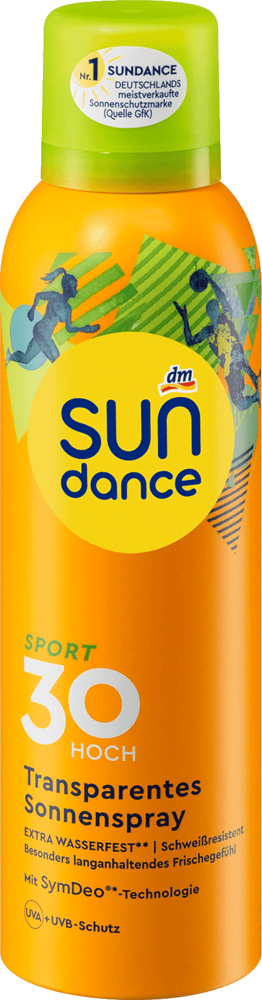 Nr. 1 SUNDANCE
DEUTSCHLANDS
meistverkaufte
Sonnenschutzmarke
(Quelle GfK)
dm
SUN
dance
SPORT
30
HOCH
Transparentes
Sonnenspray
EXTRA WASSERFEST** | Schweißresistent
Besonders langanhaltendes Frischegefühl
Mit SymDeo®*-Technologie
UVA+UVB-Schutz